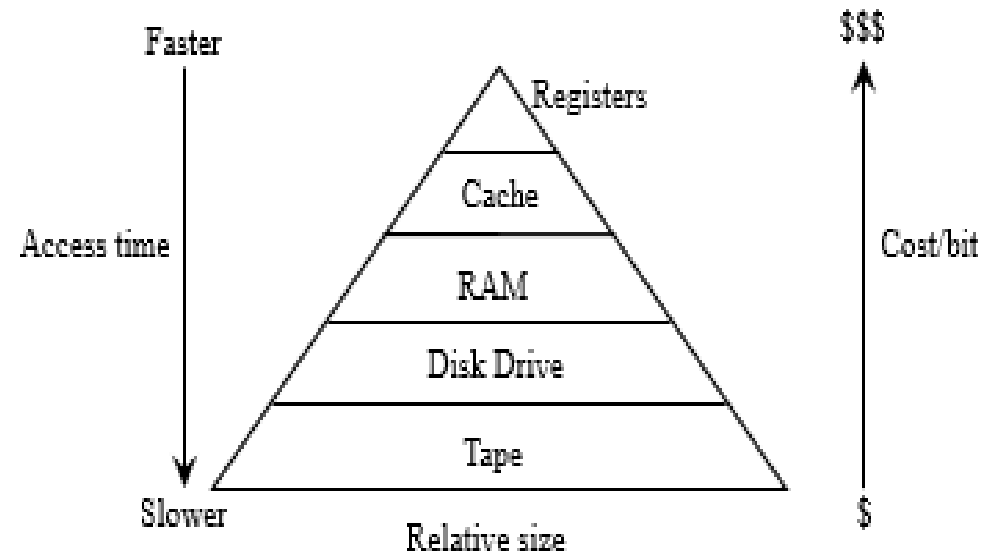 Faster
$$$
Registers
Cache
Access time
Cost/bit
RAM
Disk Drive
Tape
Slower
$
Relative size